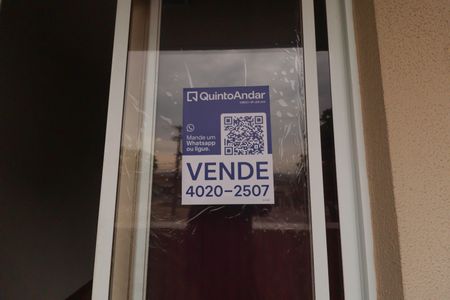 QuintoAndar
Mande um
Whatsapp
ou ligue.
VENDE
4020-2507